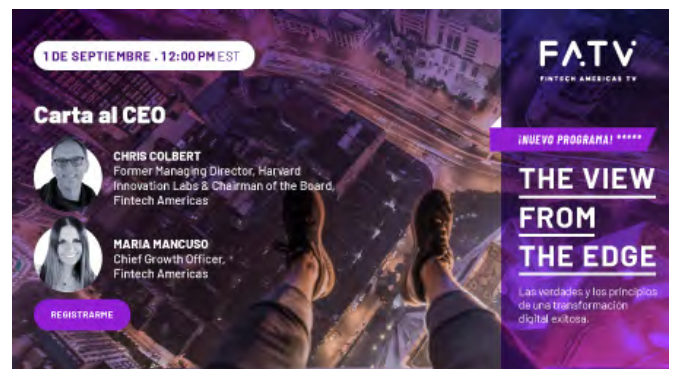 1 DE SEPTIEMBRE . 12:00 PM EST
Carta al CEO
CHRIS COLBERT
Former Managing Director, Harvard
Innovation Labs & Chairman of the Board,
Fintech Americas
MARIA MANCUSO
Chief Growth Officer,
Fintech Americas
REGISTRARME
FATV
FINTECH AMERICAS TV
¡NUEVO PROGRAMA! *****
THE VIEW
FROM
THE EDGE
Las verdades y los principios
de una transformación
digital exitosa.